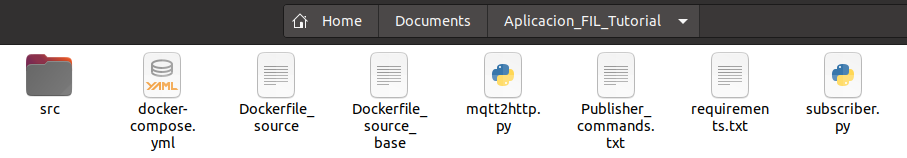 Home Documents Aplicacion_FIL_Tutorial
YAML
src docker- Dockerfile_ Dockerfile_ mqtt2http. Publisher_ requiremen subscriber.
compose. source source_ py commands. ts.txt py
yml base txt